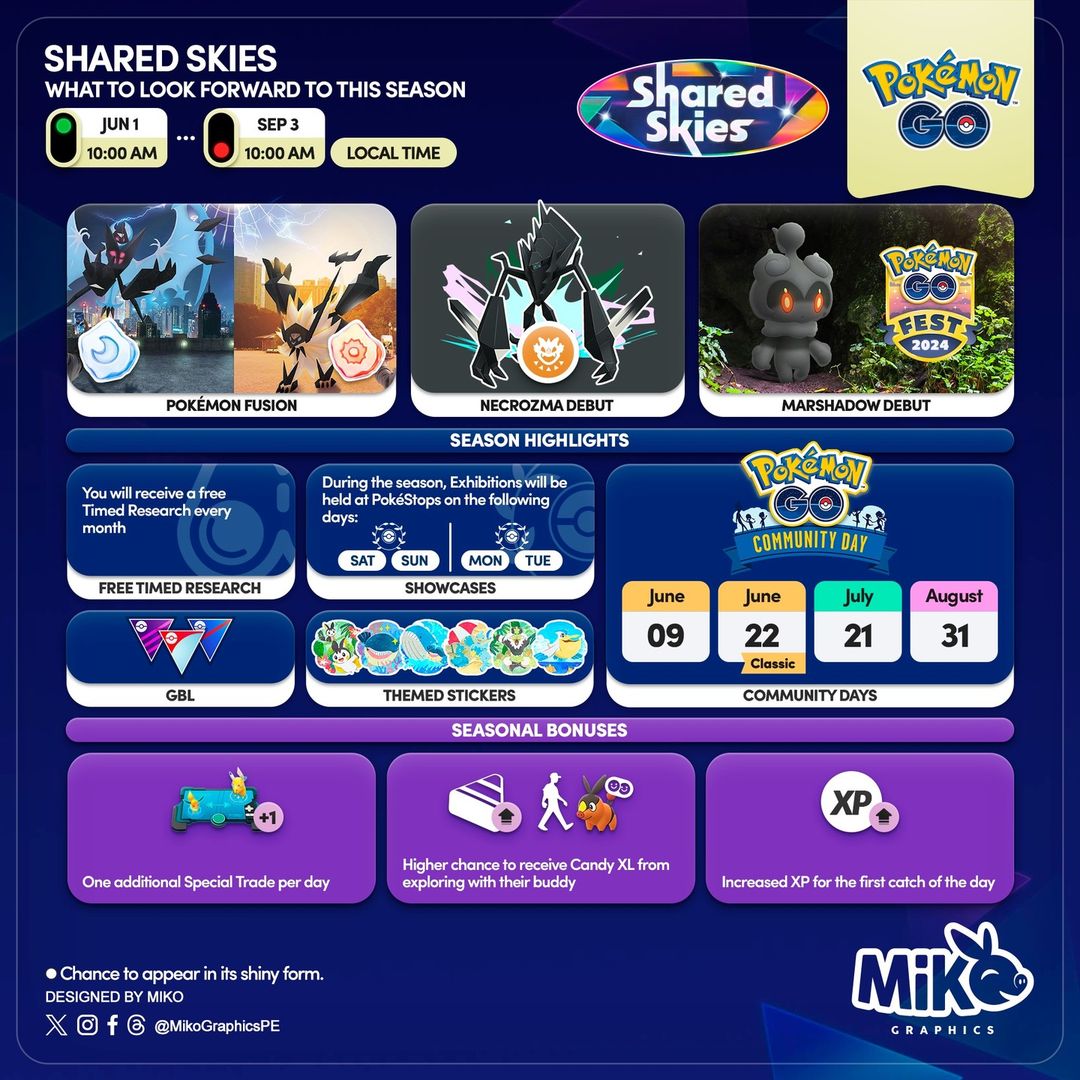 SHARED SKIES
WHAT TO LOOK FORWARD TO THIS SEASON
JUN 1
10:00 AM
...
SEP 3
10:00 AM
LOCAL TIME
Shared
Skies
POKÉMON
GO
POKÉMON
GO
FEST
2024
POKÉMON FUSION
NECROZMA DEBUT
MARSHADOW DEBUT
SEASON HIGHLIGHTS
You will receive a free
Timed Research every
month
FREE TIMED RESEARCH
During the season, Exhibitions will be
held at PokéStops on the following
days:
SAT SUN MON TUE
SHOWCASES
GBL
THEMED STICKERS
POKÉMON
GO
COMMUNITY DAY
June
09
June
22
Classic
July
21
August
31
COMMUNITY DAYS
SEASONAL BONUSES
+1
One additional Special Trade per day
Higher chance to receive Candy XL from
exploring with their buddy
XP
Increased XP for the first catch of the day
● Chance to appear in its shiny form.
DESIGNED BY MIKO
@MikoGraphicsPE
MiKO
GRAPHICS